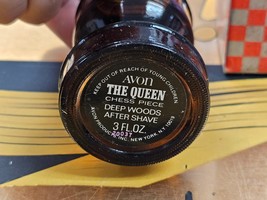 KEEP OUT OF REACH OF YOUNG CHILDREN
AVON
THE QUEEN
CHESS PIECE
DEEP WOODS
AFTER SHAVE
3 FL.OZ.
AVON PRODUCTS, INC. NEW YORK, N.Y. 10019